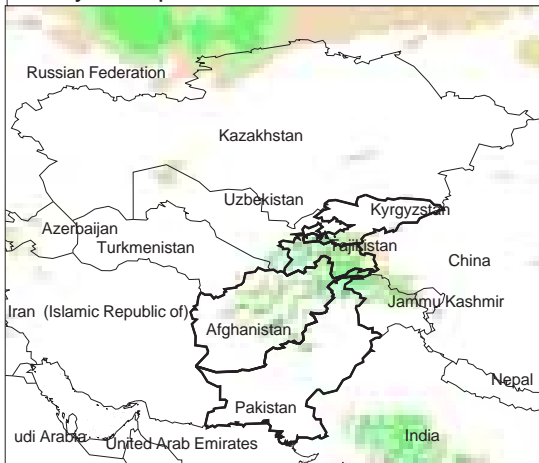 Russian Federation
Kazakhstan
Uzbekistan
Kyrgyzstan
Azerbaijan
Turkmenistan
Tajikistan
China
Iran (Islamic Republic of)
Jammu/Kashmir
Afghanistan
Nepal
Pakistan
udi Arabia
United Arab Emirates
India